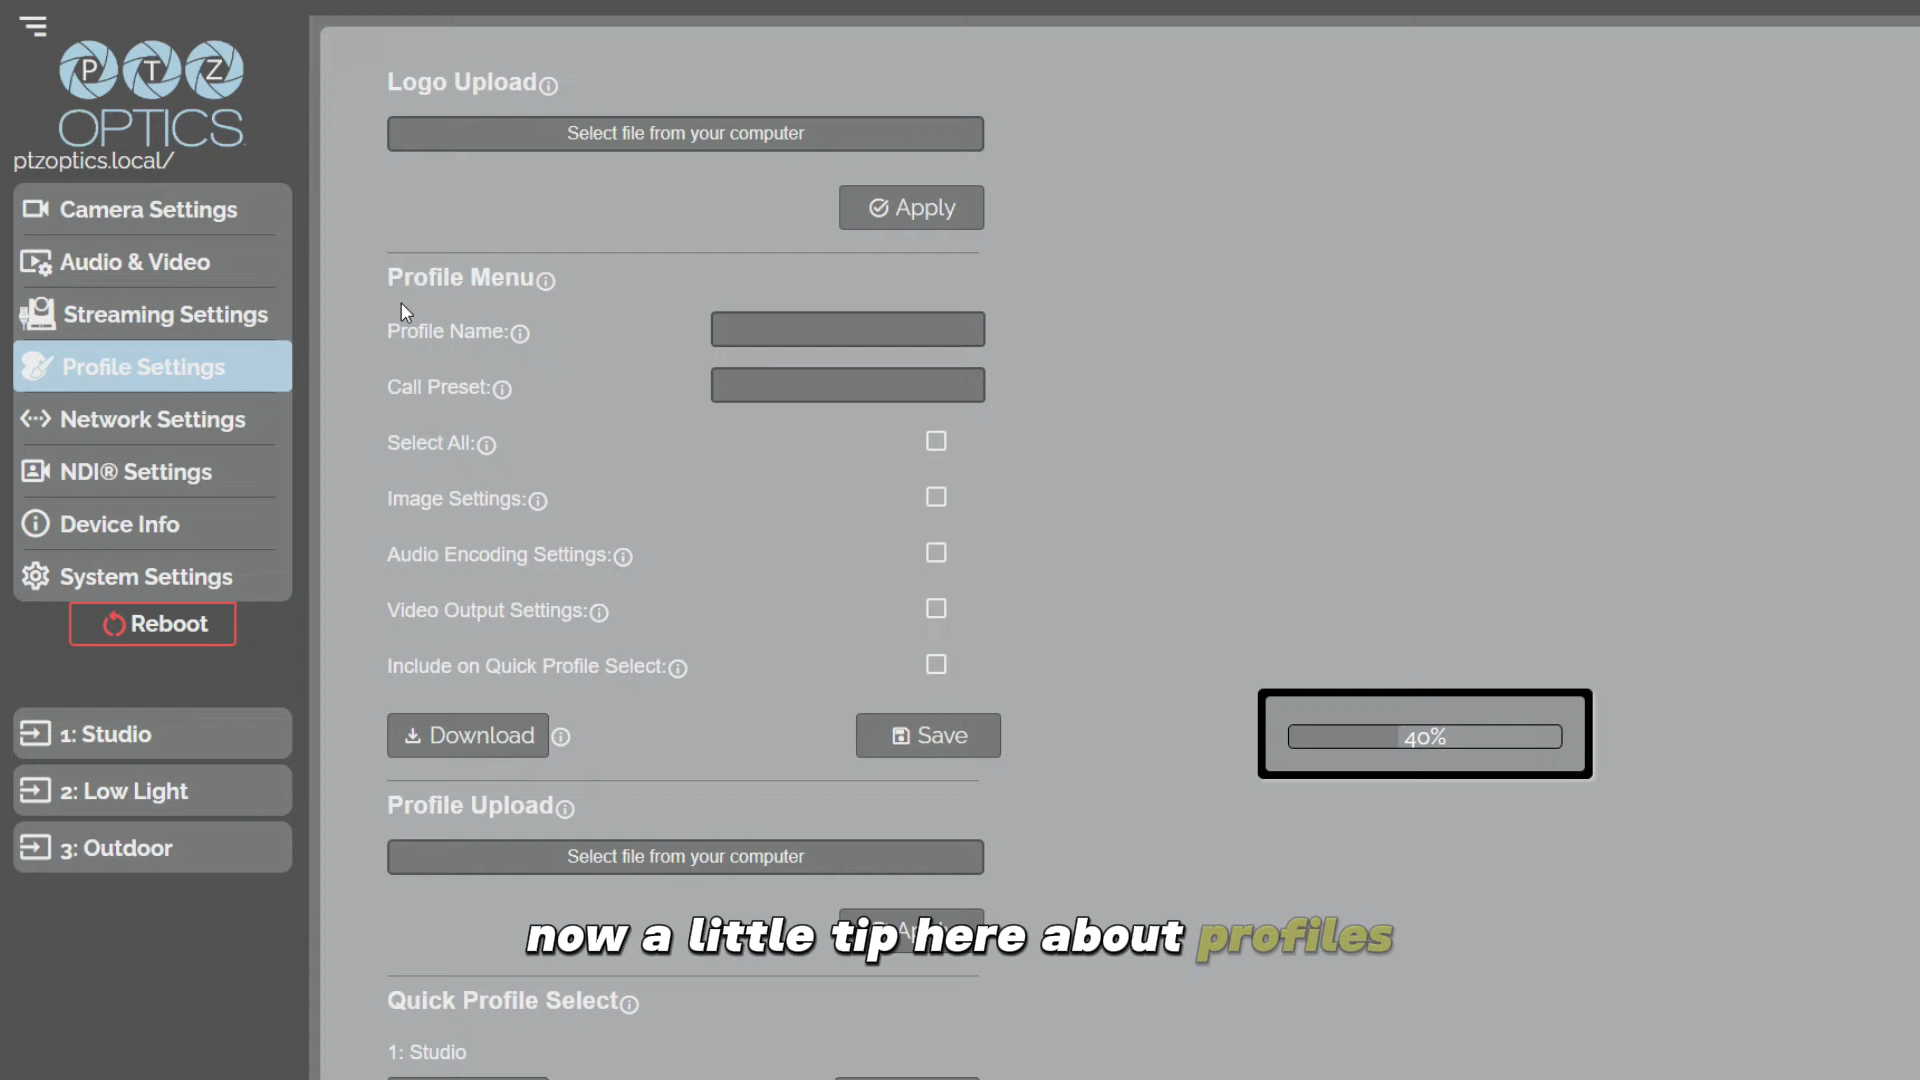 P T Z
OPTICS
ptzoptics.local/
Camera Settings
Audio & Video
Streaming Settings
Profile Settings
Network Settings
NDI® Settings
Device Info
System Settings
Reboot
1: Studio
2: Low Light
3: Outdoor
Logo Upload
Select file from your computer
Apply
Profile Menu
Profile Name:
Call Preset:
Select All:
Image Settings:
Audio Encoding Settings:
Video Output Settings:
Include on Quick Profile Select:
Download
Save
40%
Profile Upload
Select file from your computer
now a little tip here about profiles
Quick Profile Select
1: Studio